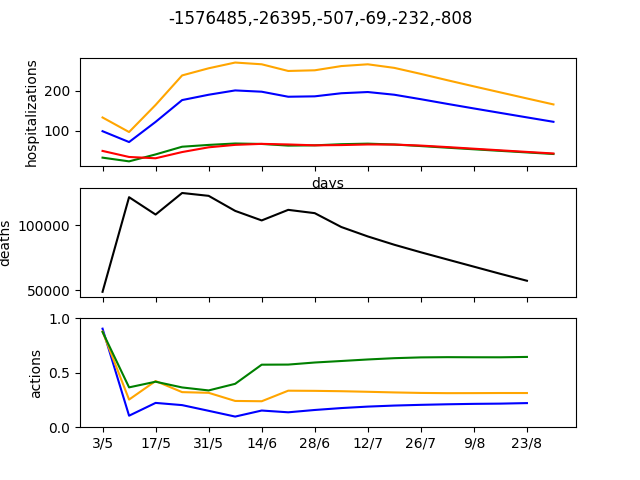 -1576485,-26395,-507,-69,-232,-808
hospitalizations
200
100
days
deaths
100000
50000
actions
1.0
0.5
0.0
3/5 17/5 31/5 14/6 28/6 12/7 26/7 9/8 23/8